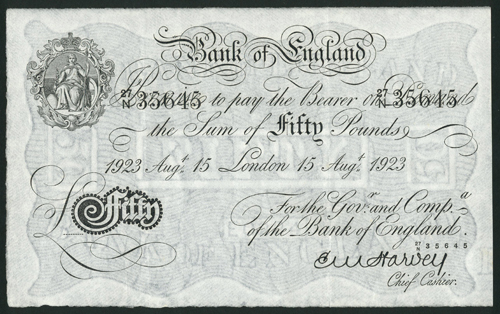 Bank of England
27/N 35645 to pay the Bearer on 27/N 35645
the Sum of Fifty Pounds
1923 Augt. 15 London 15 Augt. 1923
For the Govr. and Compa.
of the Bank of England.
£Fifty
27/N 35645
E M Harvey
Chief Cashier.